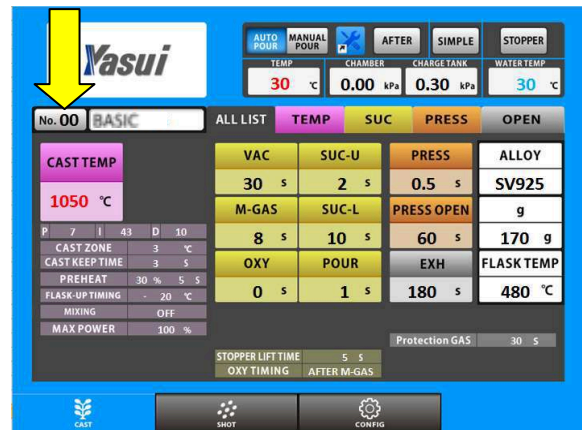 Yasui
AUTO POUR
MANUAL POUR
AFTER
SIMPLE
STOPPER
TEMP
30 ℃
CHAMBER
0.00 kPa
CHARGE TANK
0.30 kPa
WATER TEMP
30 ℃
No. 00 BASIC
ALL LIST TEMP SUC PRESS OPEN
CAST TEMP
1050 ℃
P 7 I 43 D 10
CAST ZONE 3 ℃
CAST KEEP TIME 3 S
PREHEAT 30 % 5 S
FLASK-UP TIMING - 20 ℃
MIXING OFF
MAX POWER 100 %
VAC
30 s
SUC-U
2 s
PRESS
0.5 s
ALLOY
SV925
M-GAS
8 s
SUC-L
10 s
PRESS OPEN
60 s
g
170 g
OXY
0 s
POUR
1 s
EXH
180 s
FLASK TEMP
480 ℃
Protection GAS 30 S
STOPPER LIFT TIME 5 S
OXY TIMING AFTER M-GAS
CAST
SHOT
CONFIG